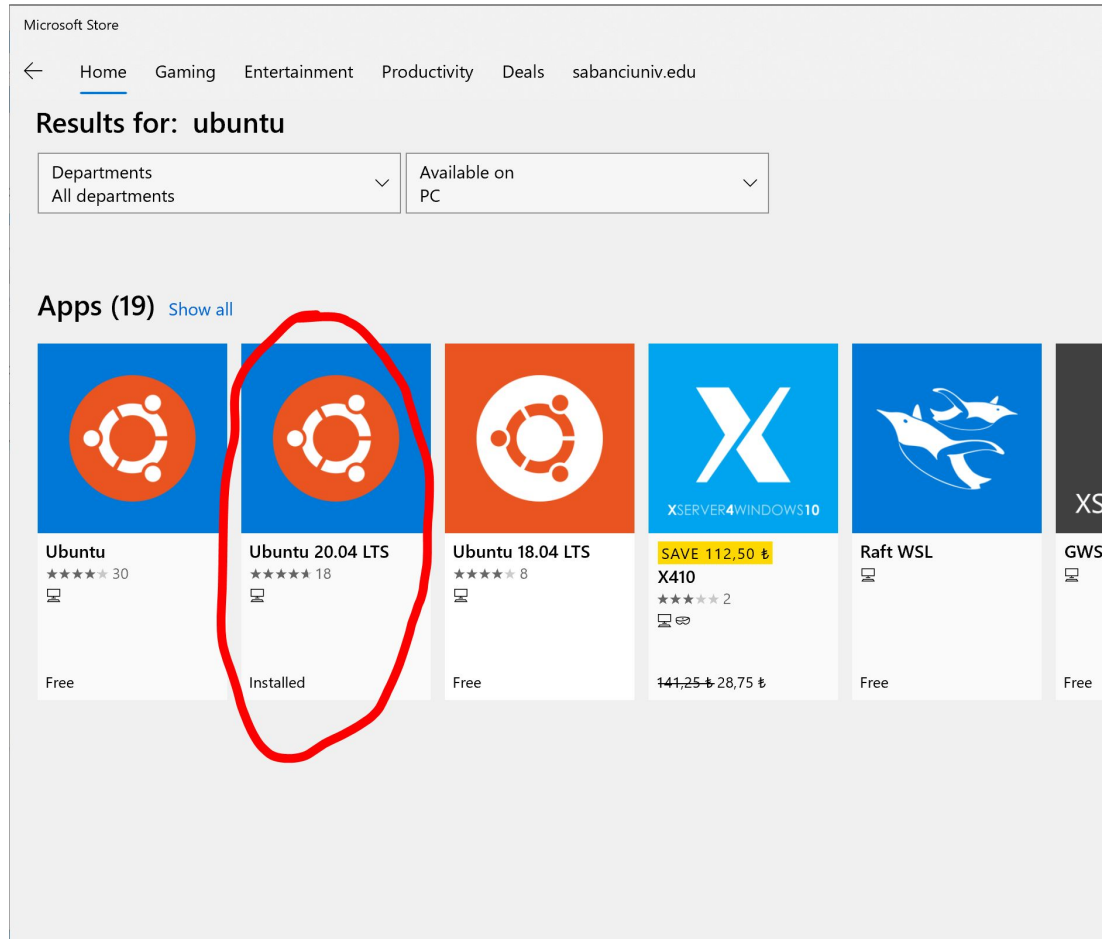 Microsoft Store
Home Gaming Entertainment Productivity Deals sabanciuniv.edu
Results for: ubuntu
Departments
All departments
Available on
PC
Apps (19) Show all
XSERVER4WINDOWS10
XS
Ubuntu
30
Free
Ubuntu 20.04 LTS
18
Installed
Ubuntu 18.04 LTS
8
Free
SAVE 112,50 ₺
X410
2
141,25 ₺ 28,75 ₺
Raft WSL
Free
GWS
Free